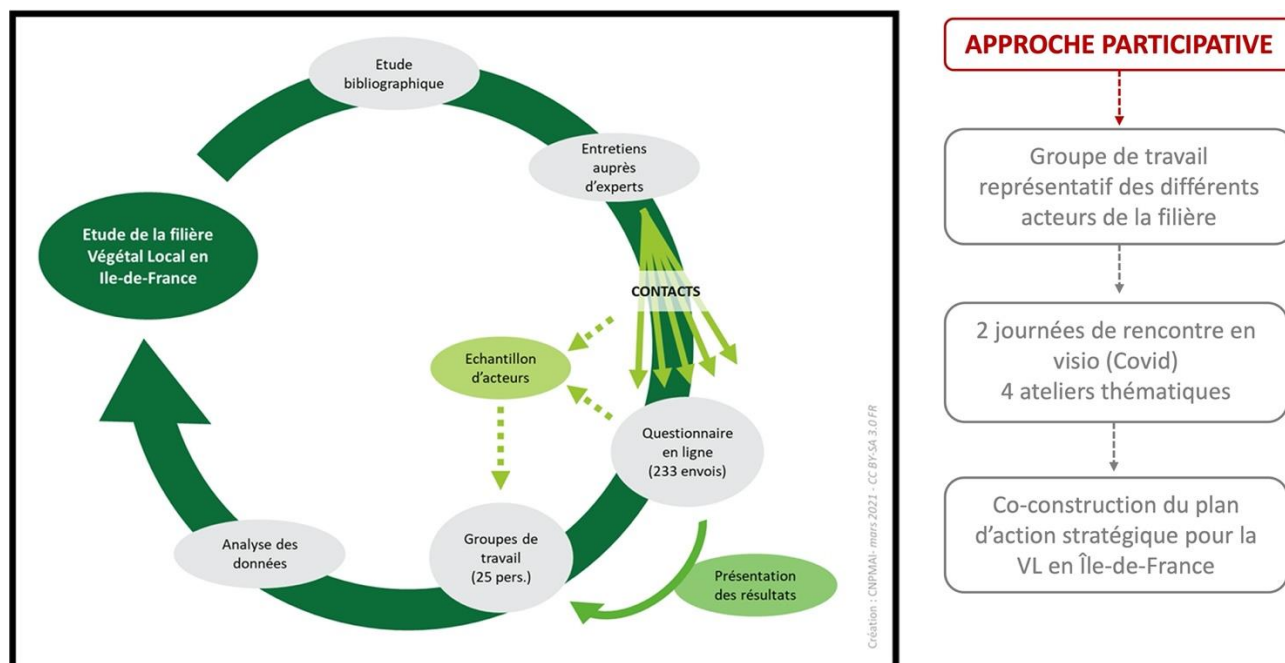 Etude
bibliographique
Entretiens
auprès
d'experts
Etude de la filière
Végétal Local en
Ile-de-France
CONTACTS
Echantillon
d'acteurs
Questionnaire
en ligne
(233 envois)
Groupes de
travail
(25 pers.)
Analyse des
données
Présentation
des résultats
Création : CNPMAI- mars 2021 - CC BY-SA 3.0 FR
APPROCHE PARTICIPATIVE
Groupe de travail
représentatif des différents
acteurs de la filière
2 journées de rencontre en
visio (Covid)
4 ateliers thématiques
Co-construction du plan
d'action stratégique pour la
VL en Île-de-France